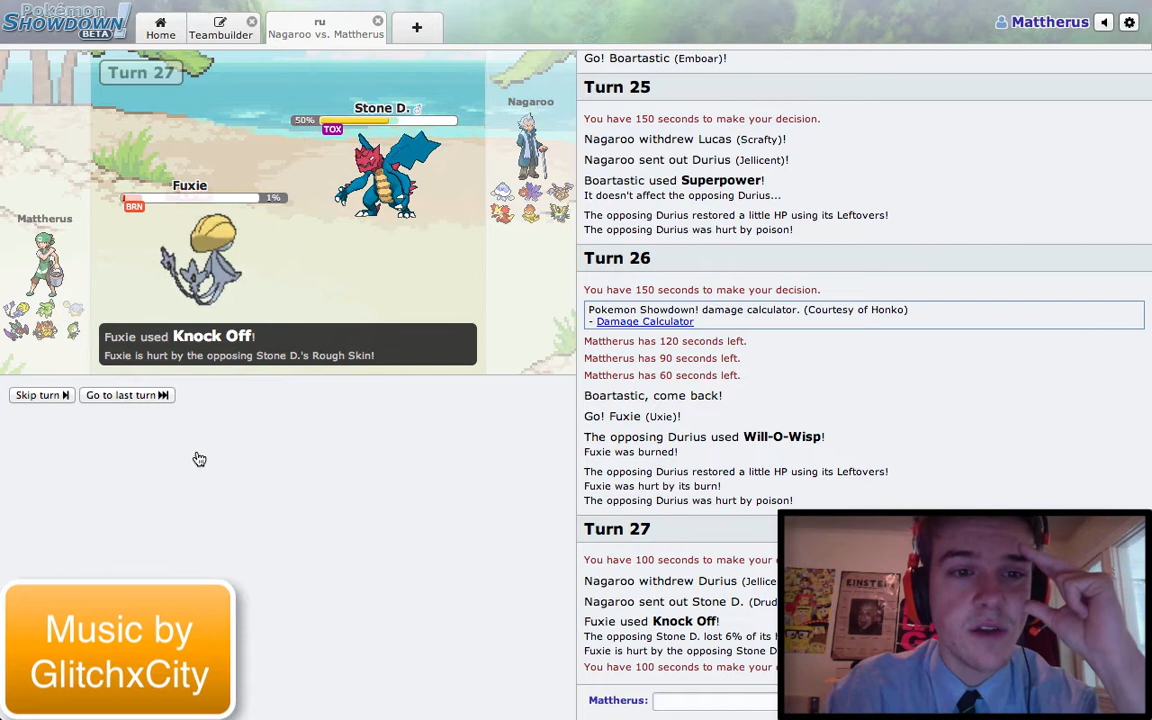 Pokémon
SHOWDOWN!
BETA
Home
Teambuilder
ru
Nagaroo vs. Mattherus
Mattherus
Turn 27
Stone D.
50%
TOX
Nagaroo
Fuxie
1%
BRN
Mattherus
Fuxie used Knock Off!
Fuxie is hurt by the opposing Stone D.'s Rough Skin!
Skip turn
Go to last turn
Music by
GlitchxCity
Go! Boartastic (Emboar)!
Turn 25
You have 150 seconds to make your decision.
Nagaroo withdrew Lucas (Scrafty)!
Nagaroo sent out Durius (Jellicent)!
Boartastic used Superpower!
It doesn't affect the opposing Durius...
The opposing Durius restored a little HP using its Leftovers!
The opposing Durius was hurt by poison!
Turn 26
You have 150 seconds to make your decision.
Pokemon Showdown! damage calculator. (Courtesy of Honko)
- Damage Calculator
Mattherus has 120 seconds left.
Mattherus has 90 seconds left.
Mattherus has 60 seconds left.
Boartastic, come back!
Go! Fuxie (Uxie)!
The opposing Durius used Will-O-Wisp!
Fuxie was burned!
The opposing Durius restored a little HP using its Leftovers!
Fuxie was hurt by its burn!
The opposing Durius was hurt by poison!
Turn 27
You have 100 seconds to make your
Nagaroo withdrew Durius (Jellice
Nagaroo sent out Stone D. (Drud
Fuxie used Knock Off!
The opposing Stone D. lost 6% of its h
Fuxie is hurt by the opposing Stone D
You have 100 seconds to make your
Mattherus:
EINSTEIN